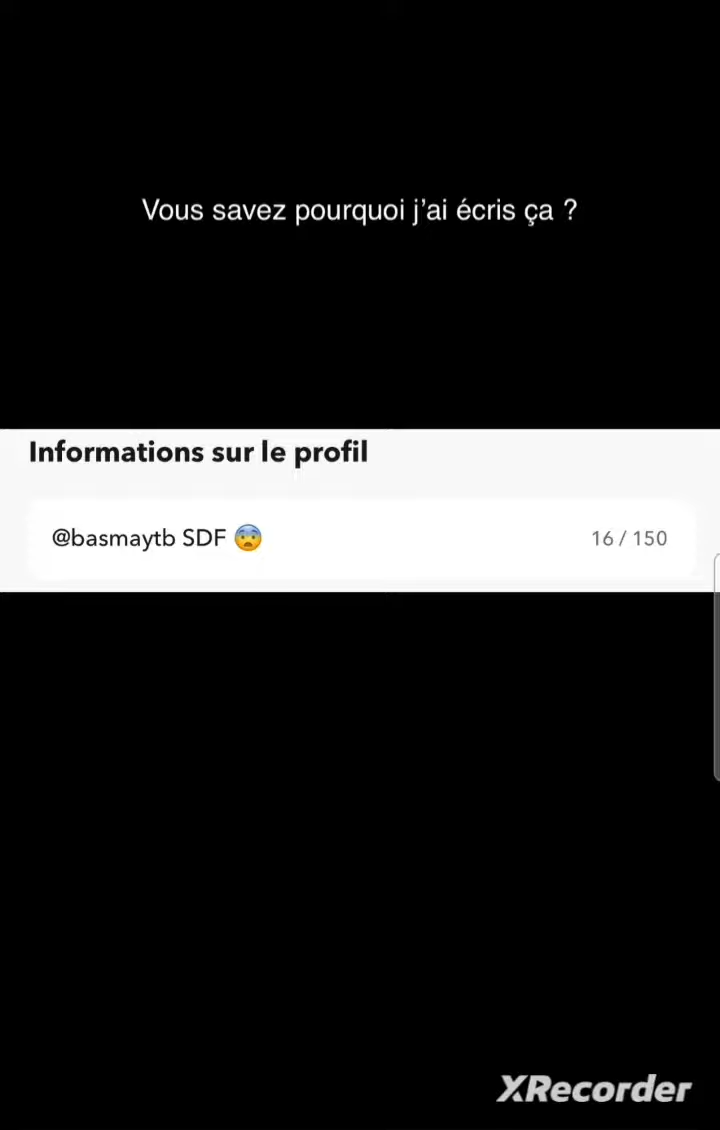 Vous savez pourquoi j’ai écris ça ?
Informations sur le profil
@basmaytb SDF 😨 16 / 150
XRecorder